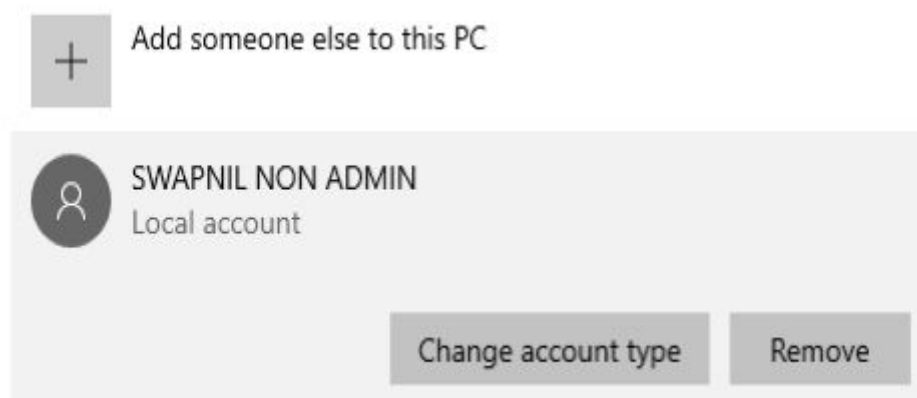 Add someone else to this PC
SWAPNIL NON ADMIN
Local account
Change account type
Remove